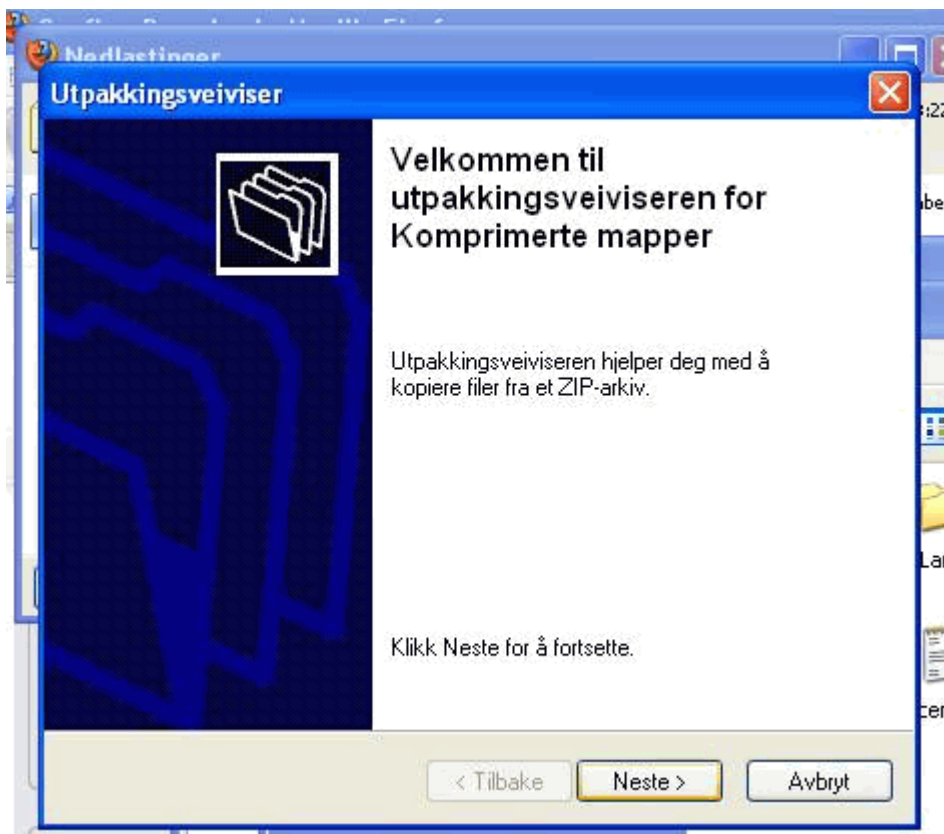 Nedlastinger
Utpakkingsveiviser
Velkommen til
utpakkingsveiviseren for
Komprimerte mapper
Utpakkingsveiviseren hjelper deg med å
kopiere filer fra et ZIP-arkiv.
Klikk Neste for å fortsette.
< Tilbake
Neste >
Avbryt